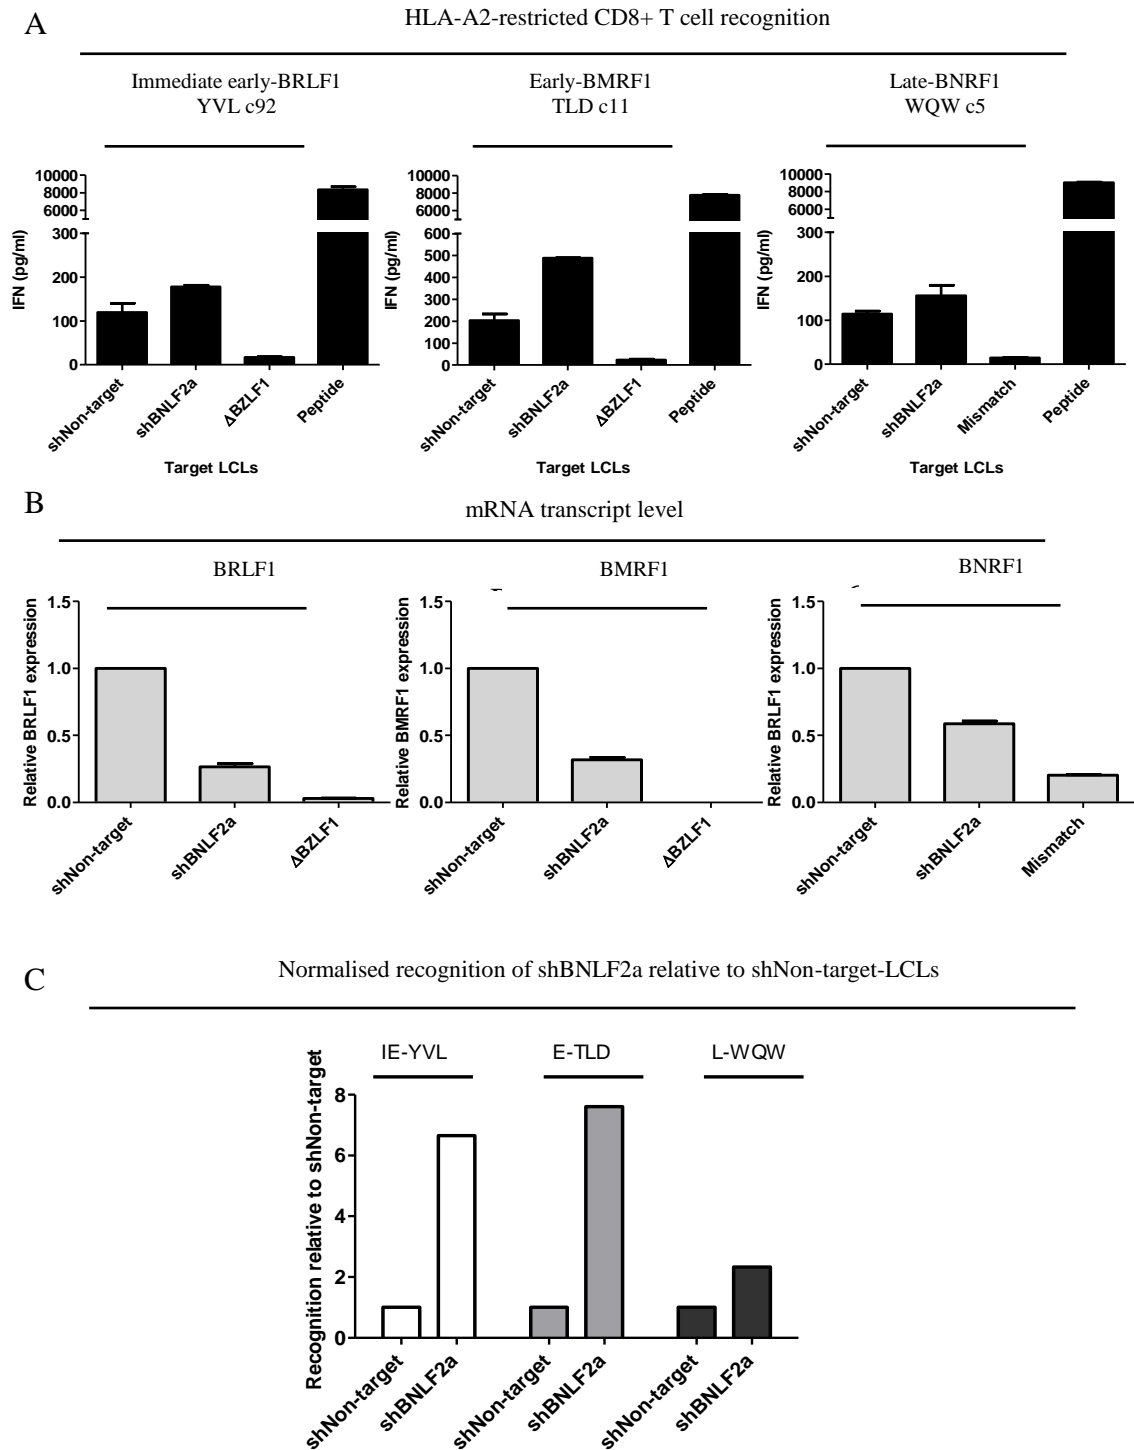 A
HLA-A2-restricted CD8+ T cell recognition
Immediate early-BRLF1
YVL c92
Early-BMRF1
TLD c11
Late-BNRF1
WQW c5
IFN (pg/ml)
10000
8000
6000
300
200
100
0
shNon-target
shBNLF2a
ΔBZLF1
Peptide
Target LCLs
IFN (pg/ml)
10000
8000
6000
600
500
400
300
200
100
0
shNon-target
shBNLF2a
ΔBZLF1
Peptide
Target LCLs
IFN (pg/ml)
10000
8000
6000
300
200
100
0
shNon-target
shBNLF2a
Mismatch
Peptide
Target LCLs
B
mRNA transcript level
BRLF1
BMRF1
BNRF1
Relative BRLF1 expression
1.5
1.0
0.5
0.0
shNon-target
shBNLF2a
ΔBZLF1
Relative BMRF1 expression
1.5
1.0
0.5
0.0
shNon-target
shBNLF2a
ΔBZLF1
Relative BRLF1 expression
1.5
1.0
0.5
0.0
shNon-target
shBNLF2a
Mismatch
C
Normalised recognition of shBNLF2a relative to shNon-target-LCLs
IE-YVL
E-TLD
L-WQW
Recognition relative to shNon-target
8
6
4
2
0
shNon-target
shBNLF2a
shNon-target
shBNLF2a
shNon-target
shBNLF2a